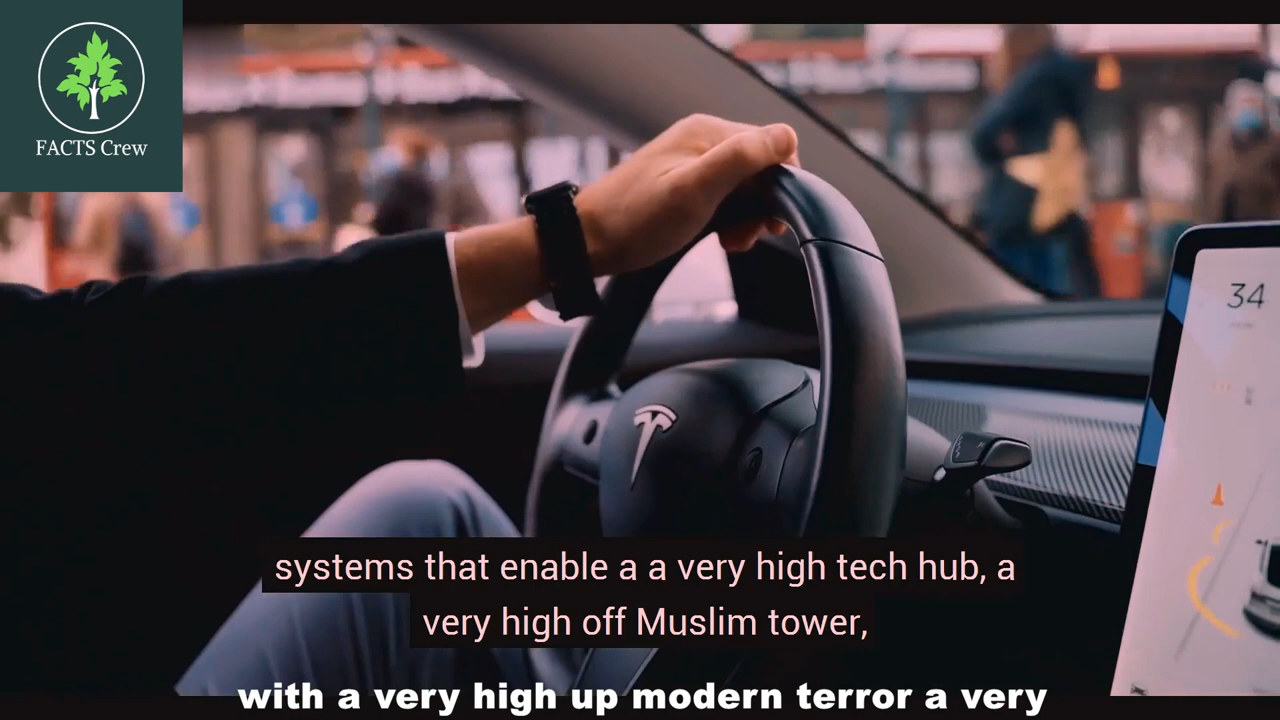 FACTS Crew
34
systems that enable a a very high tech hub, a
very high off Muslim tower,
with a very high up modern terror a very